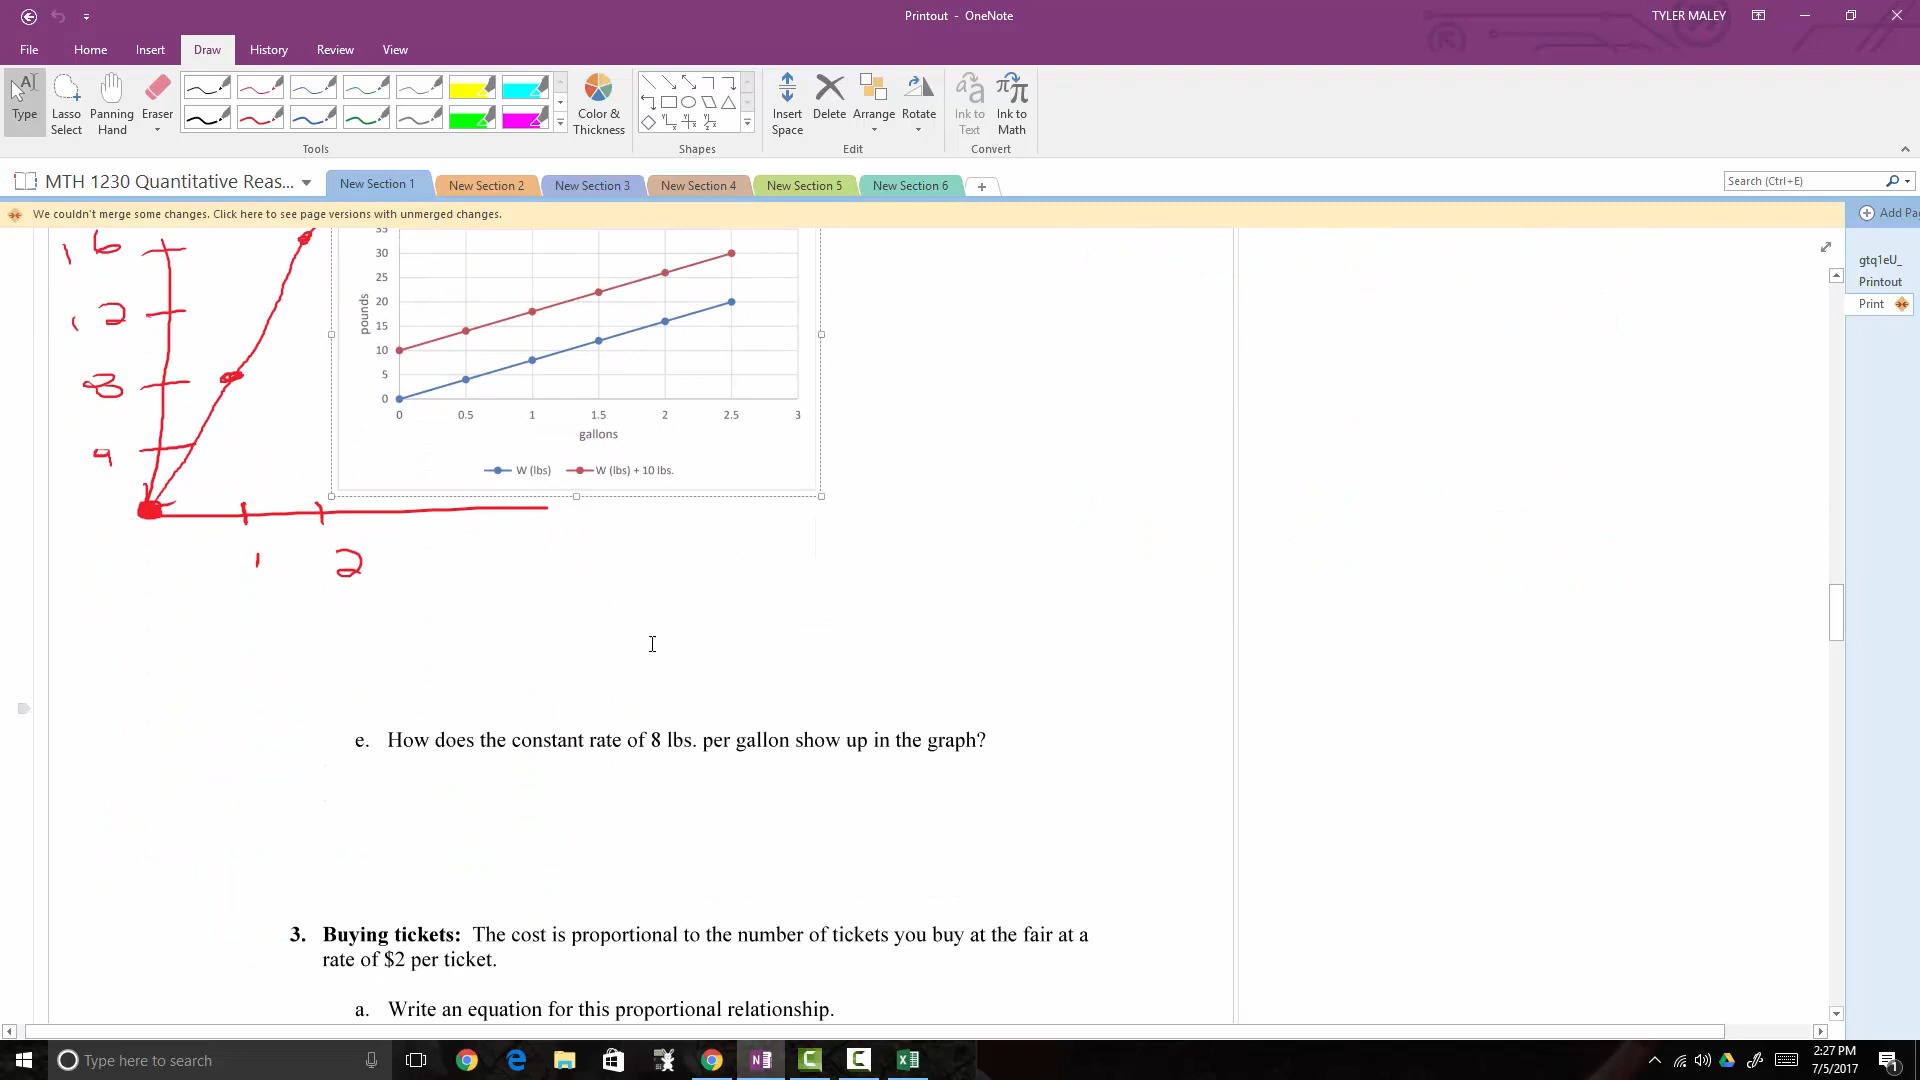 Printout - OneNote
TYLER MALEY
File
Home
Insert
Draw
History
Review
View
Type
Lasso
Select
Panning
Hand
Eraser
Color &
Thickness
Insert
Space
Delete
Arrange
Rotate
Ink to
Text
Ink to
Math
Tools
Shapes
Edit
Convert
MTH 1230 Quantitative Reas...
New Section 1
New Section 2
New Section 3
New Section 4
New Section 5
New Section 6
Search (Ctrl+E)
We couldn't merge some changes. Click here to see page versions with unmerged changes.
Add Pag
gtq1eU_
Printout
Print
16
12
8
4
1
2
35
30
25
20
15
10
5
0
pounds
0 0.5 1 1.5 2 2.5 3
gallons
W (lbs) W (lbs) + 10 lbs.
e. How does the constant rate of 8 lbs. per gallon show up in the graph?
3. Buying tickets: The cost is proportional to the number of tickets you buy at the fair at a
rate of $2 per ticket.
a. Write an equation for this proportional relationship.
Type here to search
2:27 PM
7/5/2017